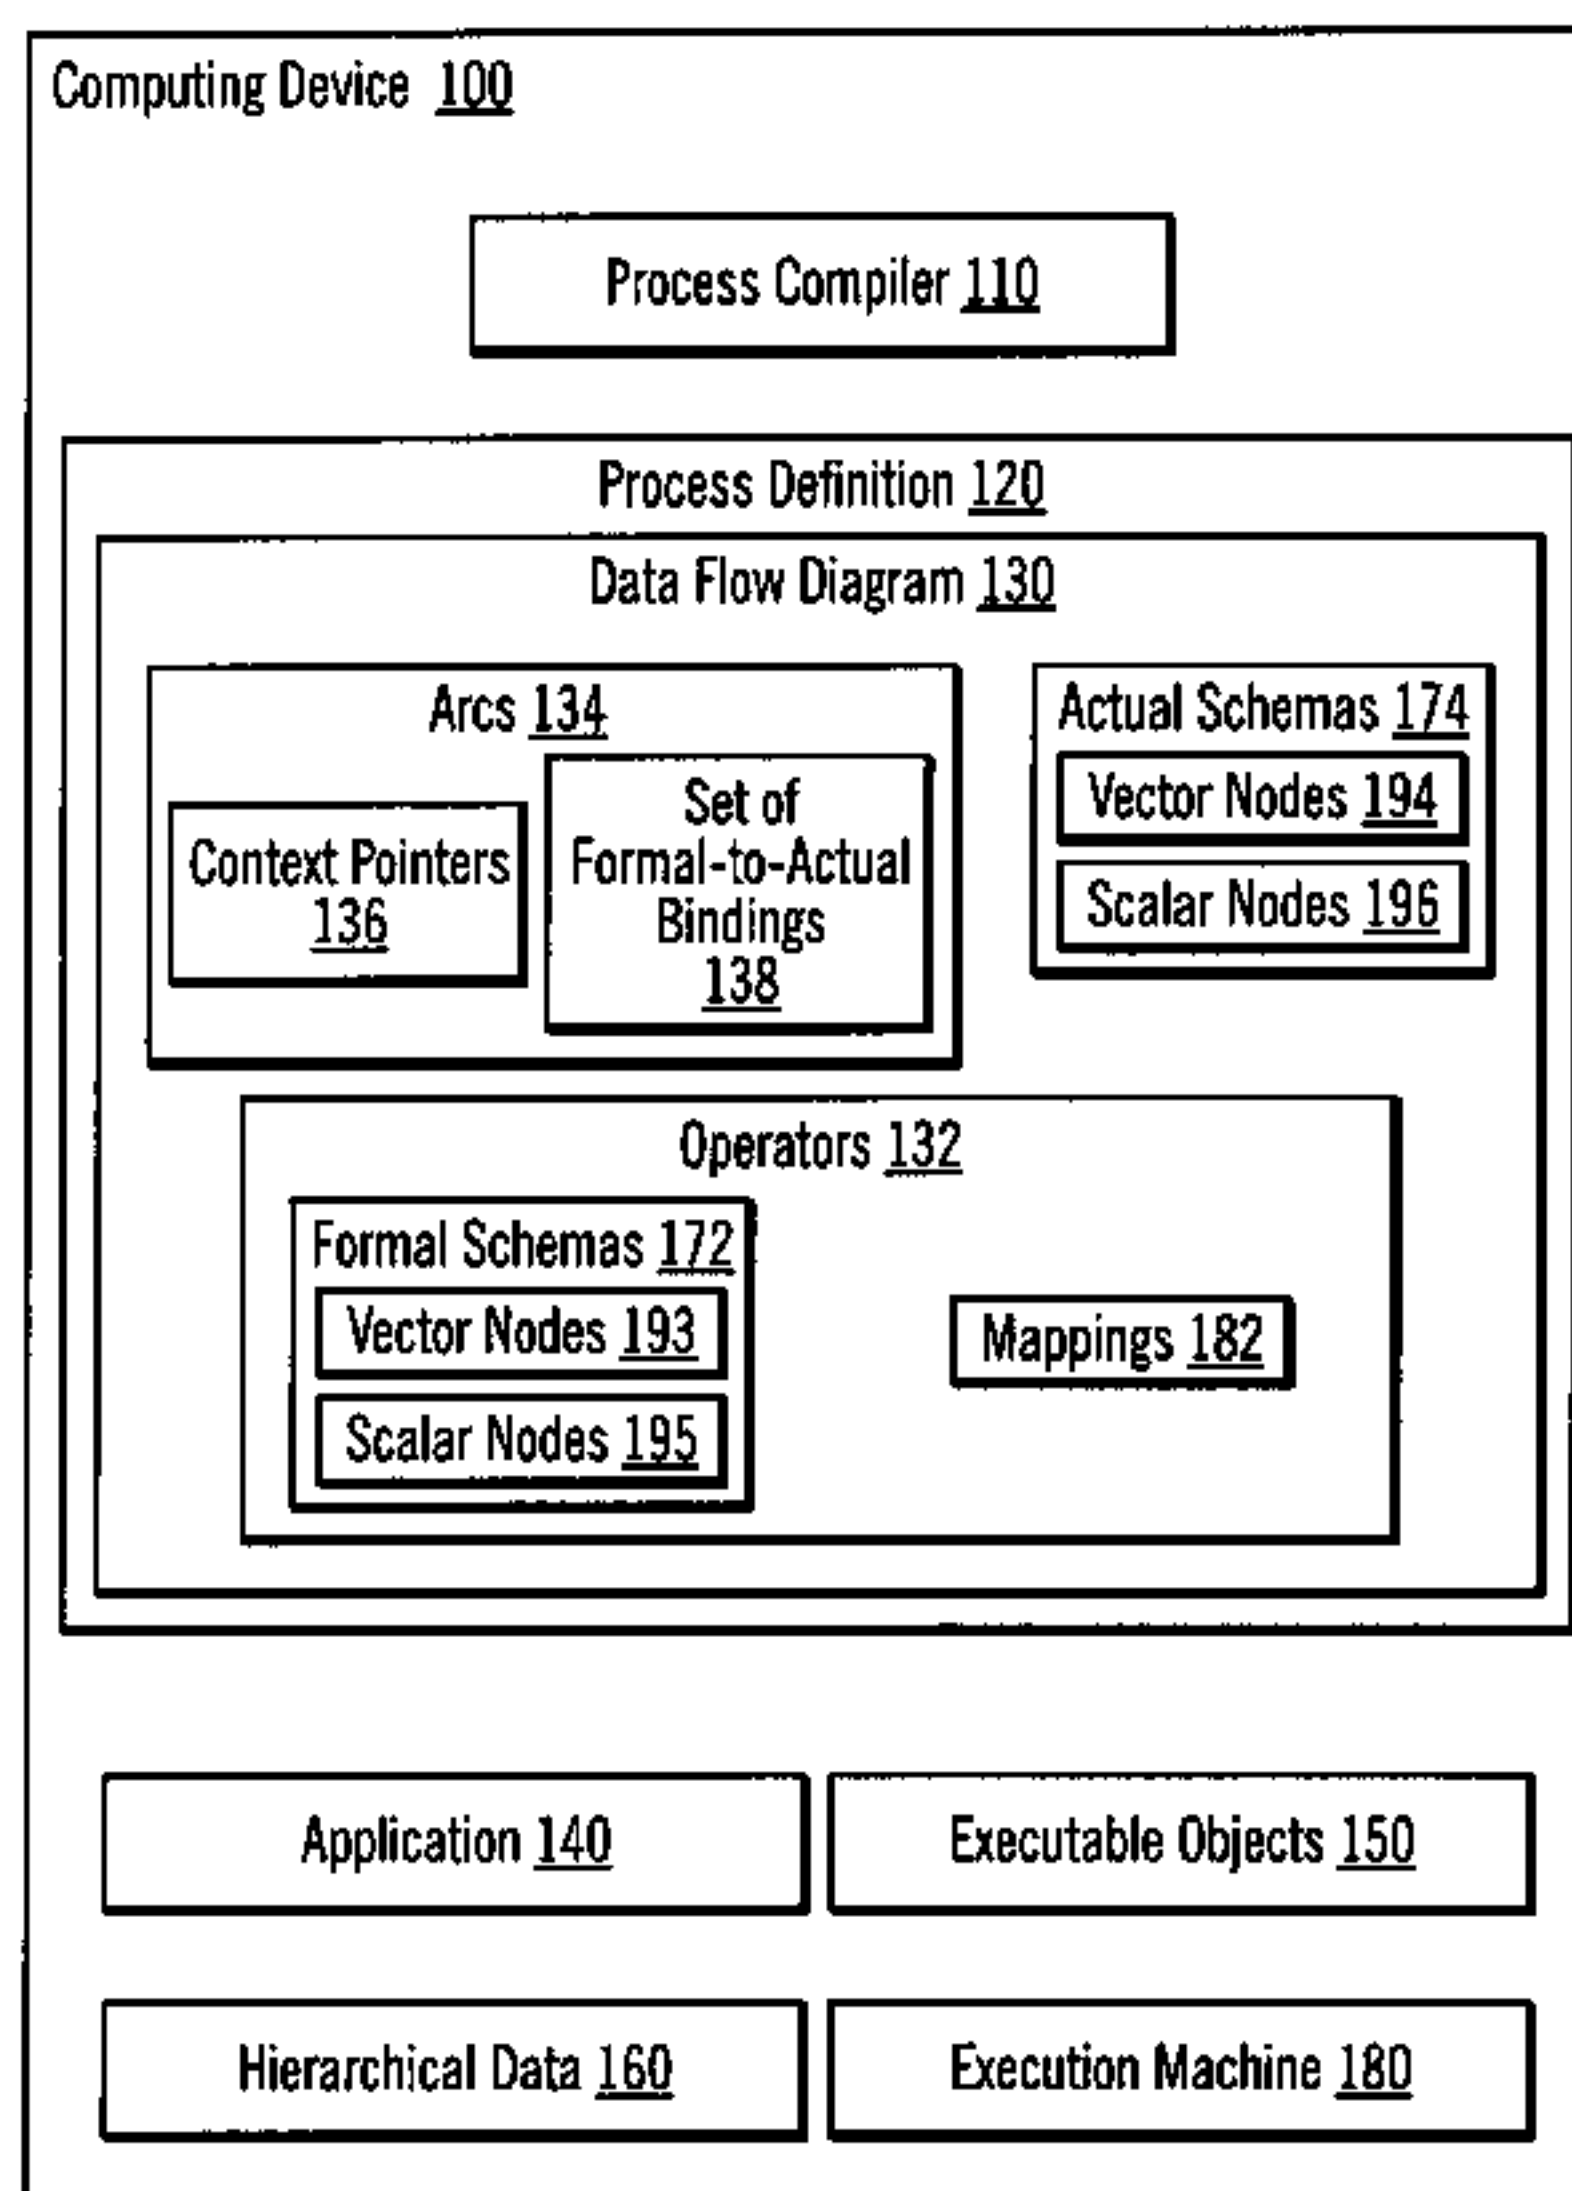 Computing Device 100
Process Compiler 110
Process Definition 120
Data Flow Diagram 130
Arcs 134
Context Pointers
136
Set of
Formal-to-Actual
Bindings
138
Actual Schemas 174
Vector Nodes 194
Scalar Nodes 196
Operators 132
Formal Schemas 172
Vector Nodes 193
Scalar Nodes 195
Mappings 182
Application 140
Executable Objects 150
Hierarchical Data 160
Execution Machine 180